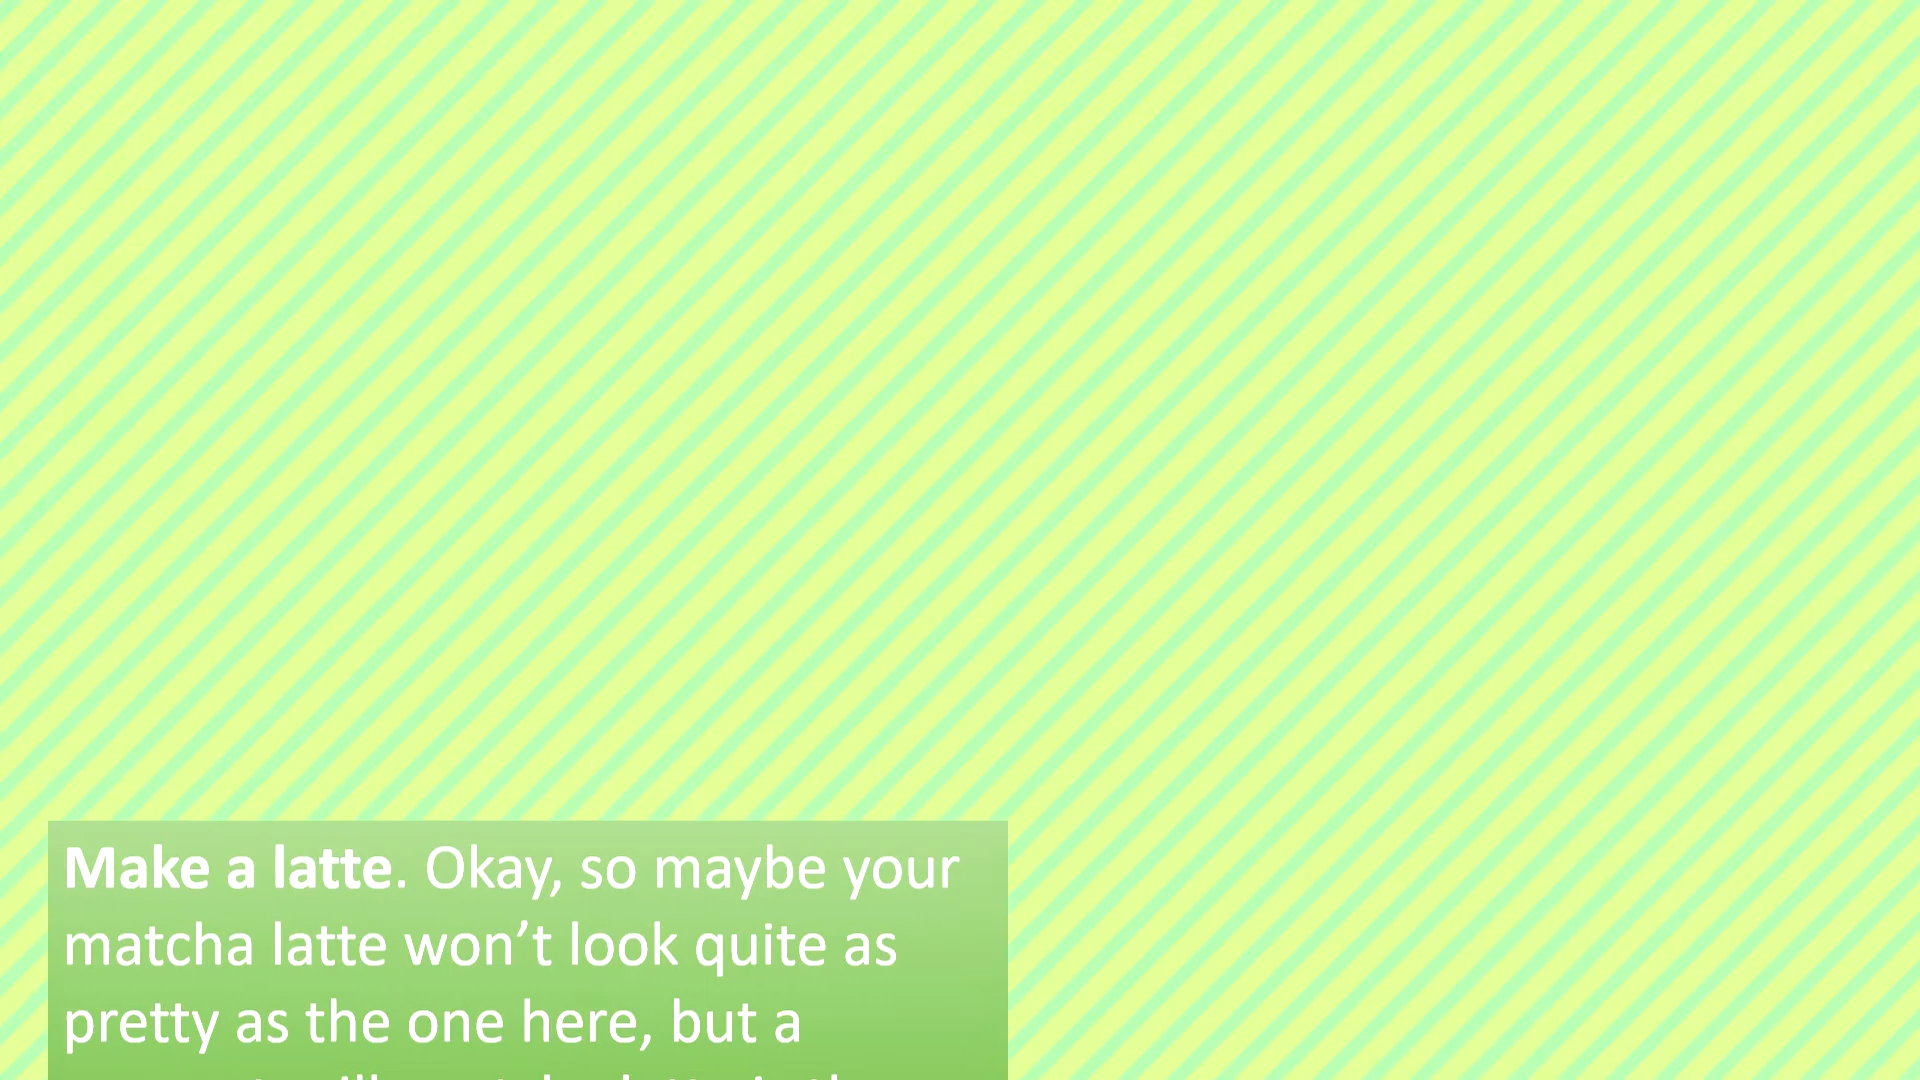 Make a latte. Okay, so maybe your
matcha latte won’t look quite as
pretty as the one here, but a